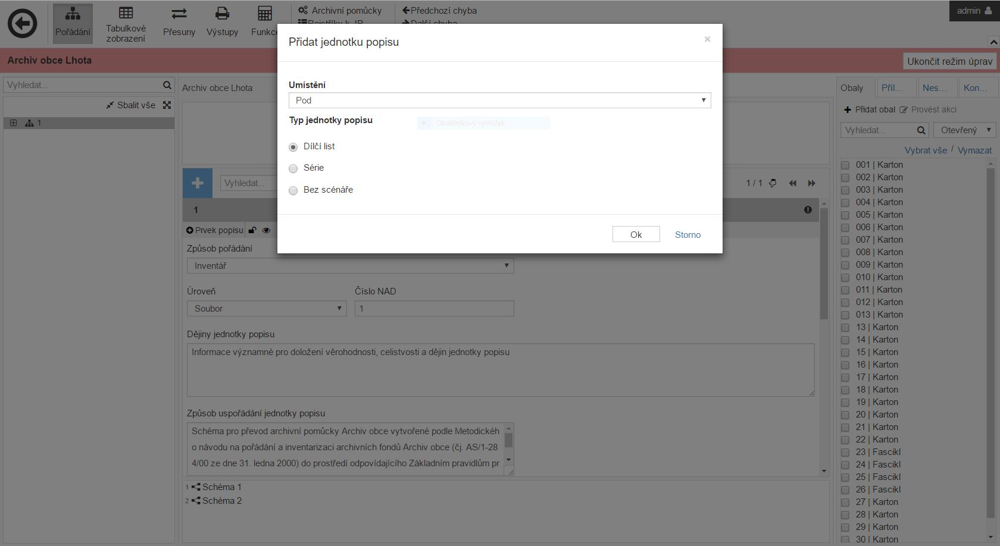 Pořádání
Tabulkové zobrazení
Přesuny
Výstupy
Funkce
Archivní pomůcky
Rejstříky k JP
Předchozí chyba
Další chyba
admin
Archiv obce Lhota
Ukončit režim úprav
Vyhledat...
Sbalit vše
1
Archiv obce Lhota
Přidat jednotku popisu
×
Umístění
Pod
Typ jednotky popisu
Obdélníkový výstřižek
Dílčí list
Série
Bez scénáře
Ok
Storno
Vyhledat...
1 / 1
1
Prvek popisu
Způsob pořádání
Inventář
Úroveň
Číslo NAD
Soubor
1
Dějiny jednotky popisu
Informace významné pro doložení věrohodnosti, celistvosti a dějin jednotky popisu
Způsob uspořádání jednotky popisu
Schéma pro převod archivní pomůcky Archiv obce vytvořené podle Metodickéh
o návodu na pořádání a inventarizaci archivních fondů Archiv obce (čj. AS/1-28
4/00 ze dne 31. ledna 2000) do prostředí odpovídajícího Základním pravidlům pr
1 Schéma 1
2 Schéma 2
Obaly
Příl...
Nes...
Kon...
Přidat obal
Provést akci
Vyhledat...
Otevřený
Vybrat vše / Vymazat
001 | Karton
002 | Karton
003 | Karton
004 | Karton
005 | Karton
006 | Karton
007 | Karton
008 | Karton
009 | Karton
010 | Karton
011 | Karton
012 | Karton
013 | Karton
13 | Karton
14 | Karton
15 | Karton
16 | Karton
17 | Karton
18 | Karton
19 | Karton
20 | Karton
21 | Karton
22 | Karton
23 | Fascikl
24 | Fascikl
25 | Fascikl
26 | Fascikl
27 | Karton
28 | Karton
29 | Karton
30 | Karton